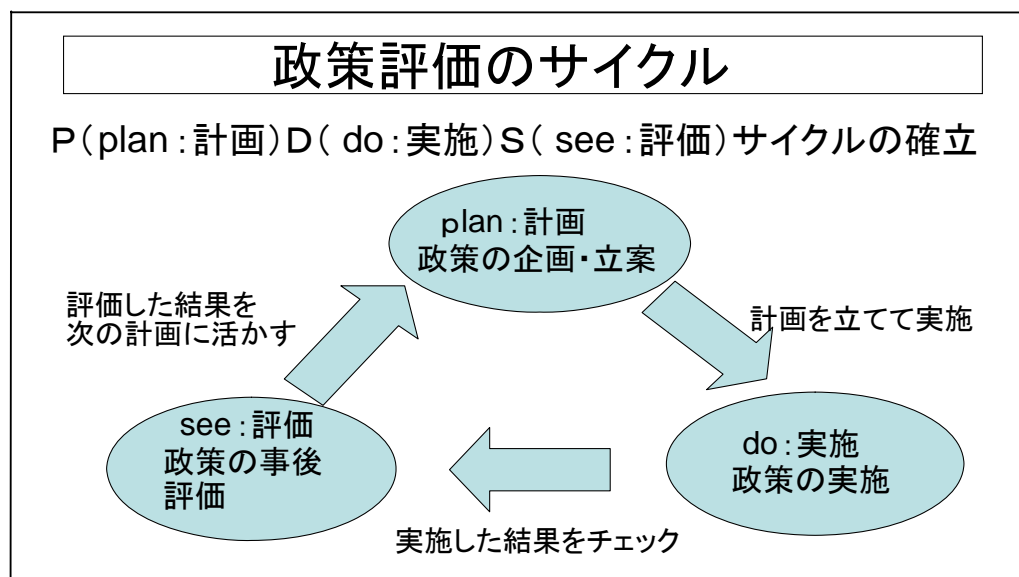 政策評価のサイクル
P（plan：計画）D（ do：実施）S（ see：評価）サイクルの確立
plan：計画
政策の企画・立案
評価した結果を
次の計画に活かす
計画を立てて実施
see：評価
政策の事後
評価
do：実施
政策の実施
実施した結果をチェック